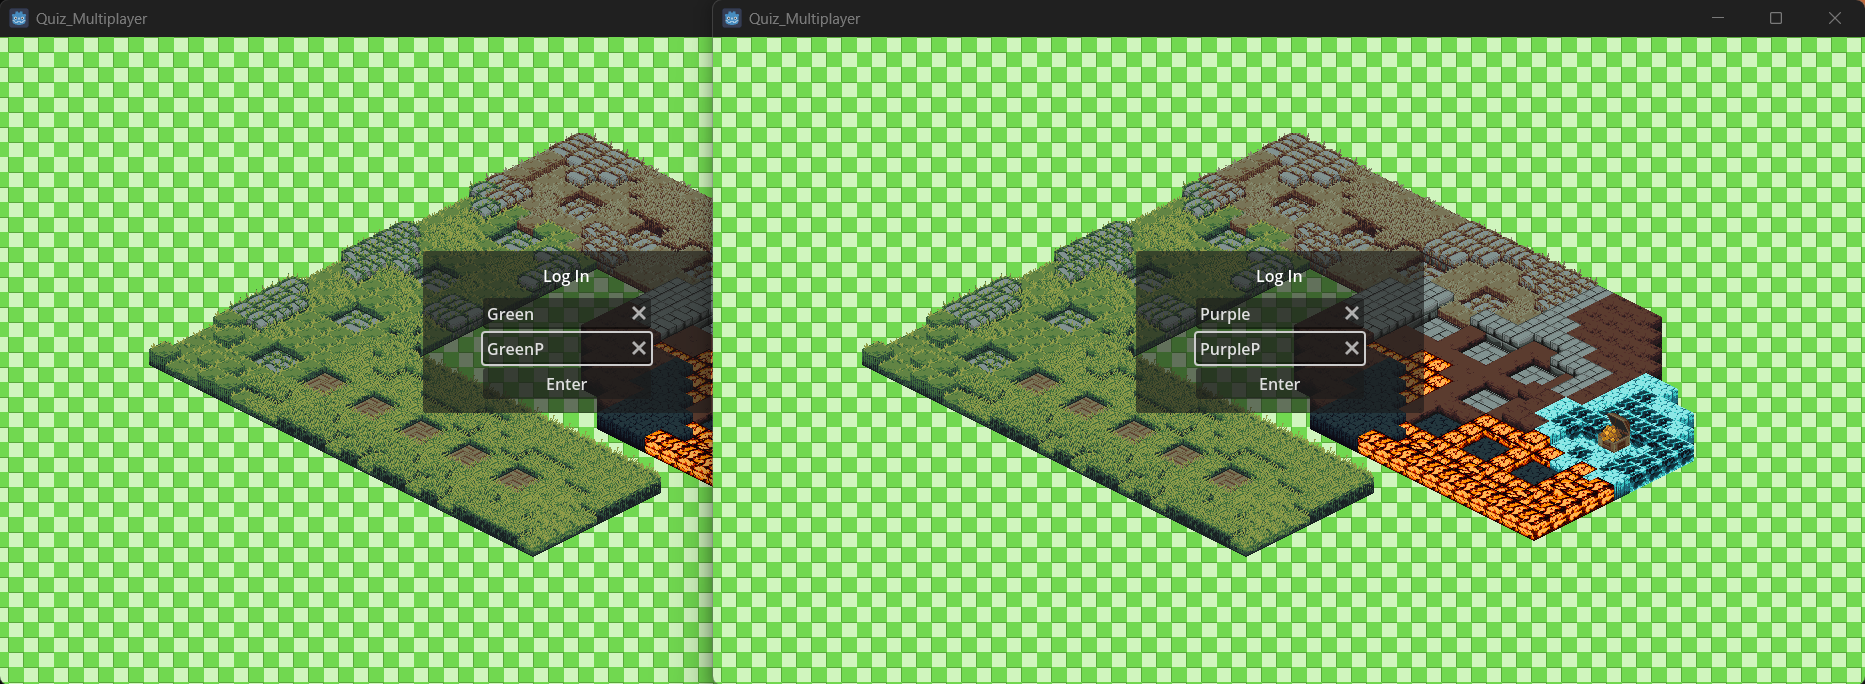 Quiz_Multiplayer
Log In
Green
GreenP
Enter
Quiz_Multiplayer
Log In
Purple
PurpleP
Enter